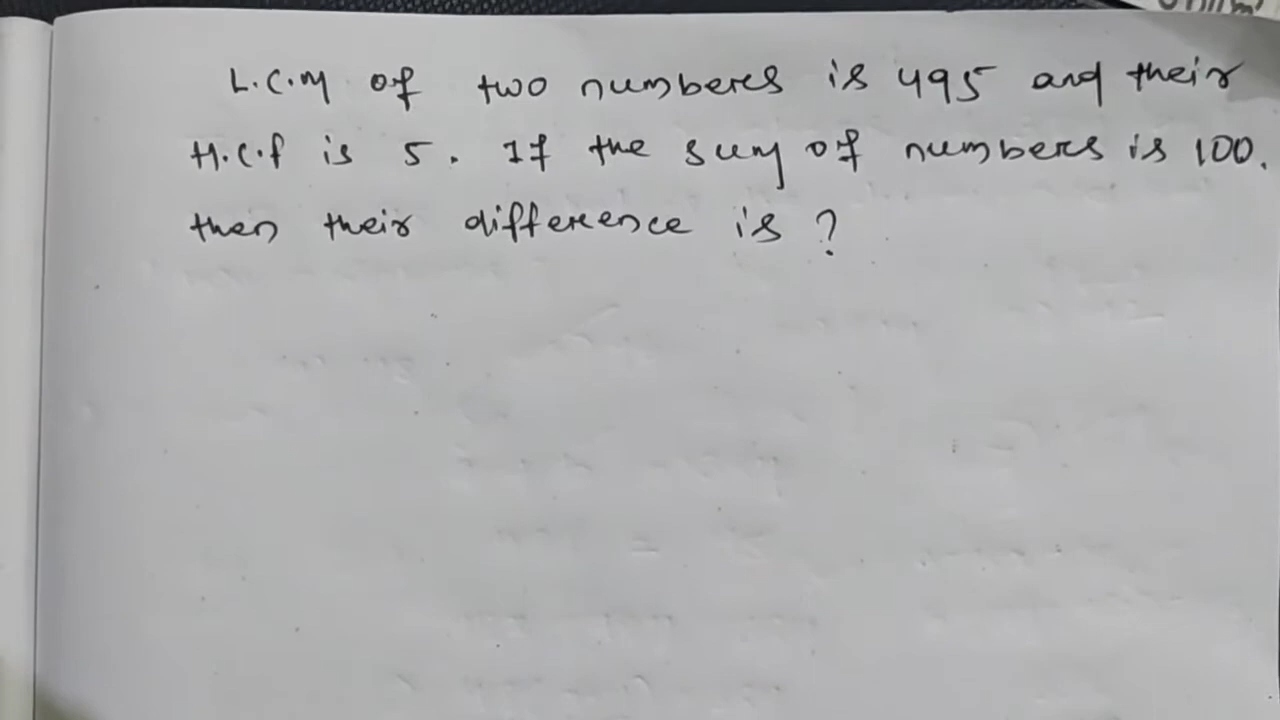 L.C.M of two numbers is 495 and their
H.C.f is 5. If the sum of numbers is 100.
then their difference is ?